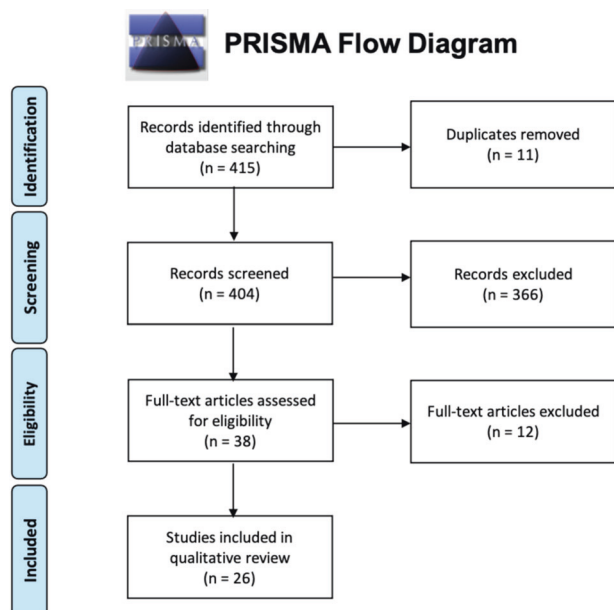 PRISMA
PRISMA Flow Diagram
Identification
Records identified through
database searching
(n = 415)
Duplicates removed
(n = 11)
Screening
Records screened
(n = 404)
Records excluded
(n = 366)
Eligibility
Full-text articles assessed
for eligibility
(n = 38)
Full-text articles excluded
(n = 12)
Included
Studies included in
qualitative review
(n = 26)